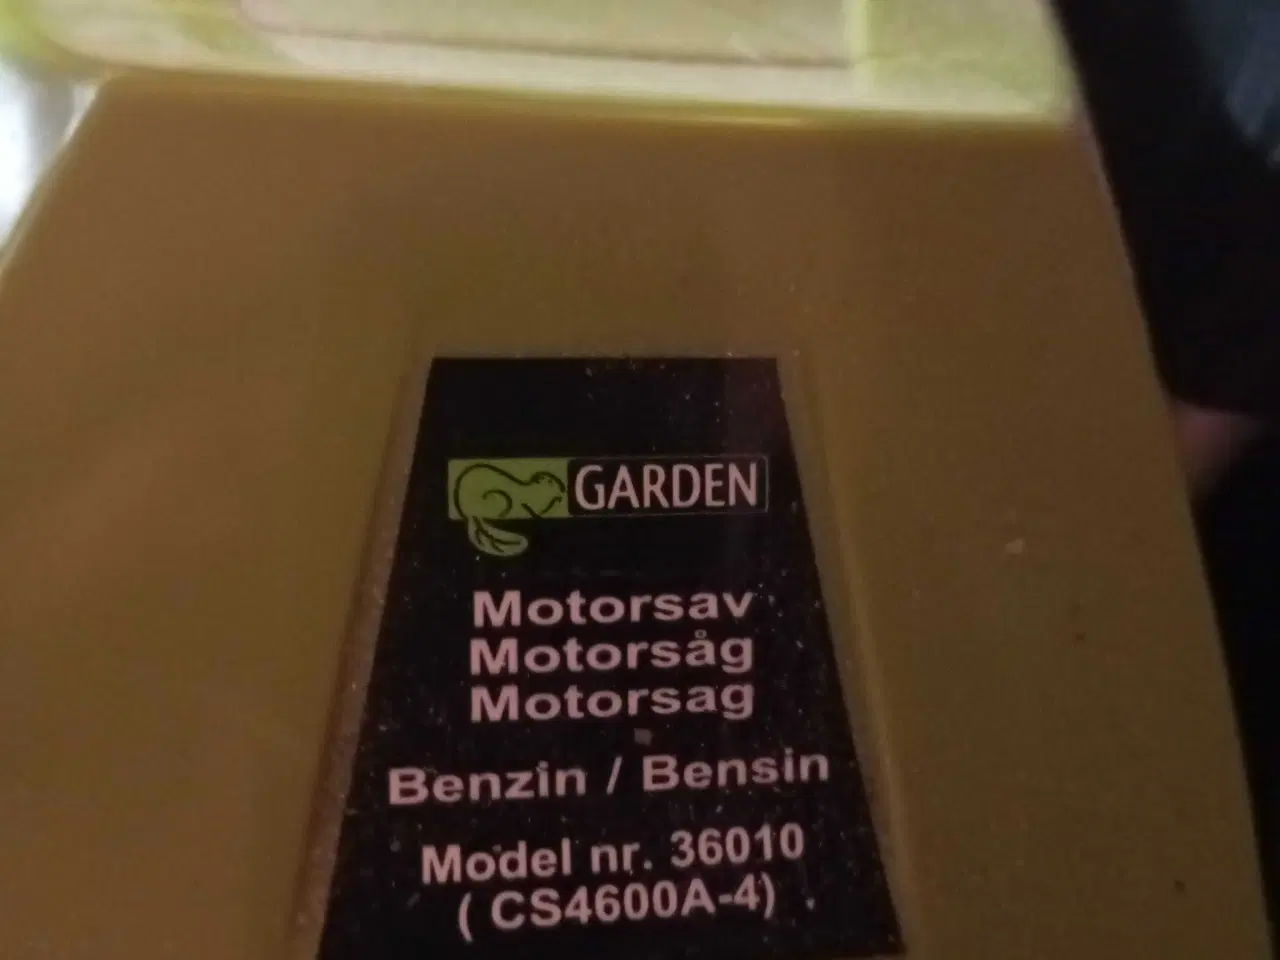 GARDEN
Motorsav
Motorsåg
Motorsag
Benzin / Bensin
Model nr. 36010
( CS4600A-4)